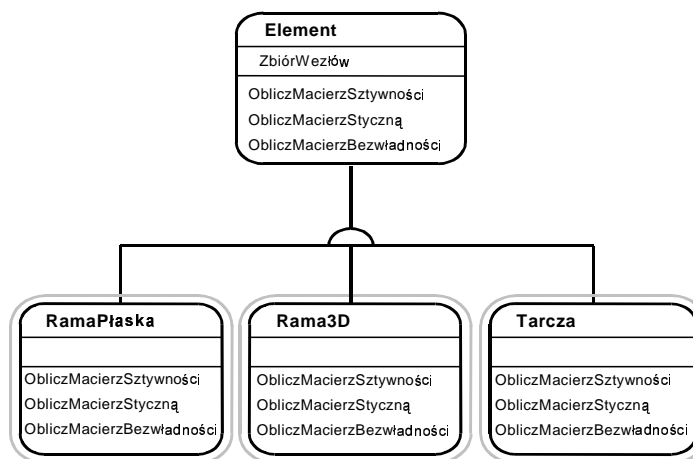 Element
ZbiórWezłów
ObliczMacierzSztywności
ObliczMacierzStyczną
ObliczMacierzBezwładności
RamaPłaska
ObliczMacierzSztywności
ObliczMacierzStyczną
ObliczMacierzBezwładności
Rama3D
ObliczMacierzSztywności
ObliczMacierzStyczną
ObliczMacierzBezwładności
Tarcza
ObliczMacierzSztywności
ObliczMacierzStyczną
ObliczMacierzBezwładności